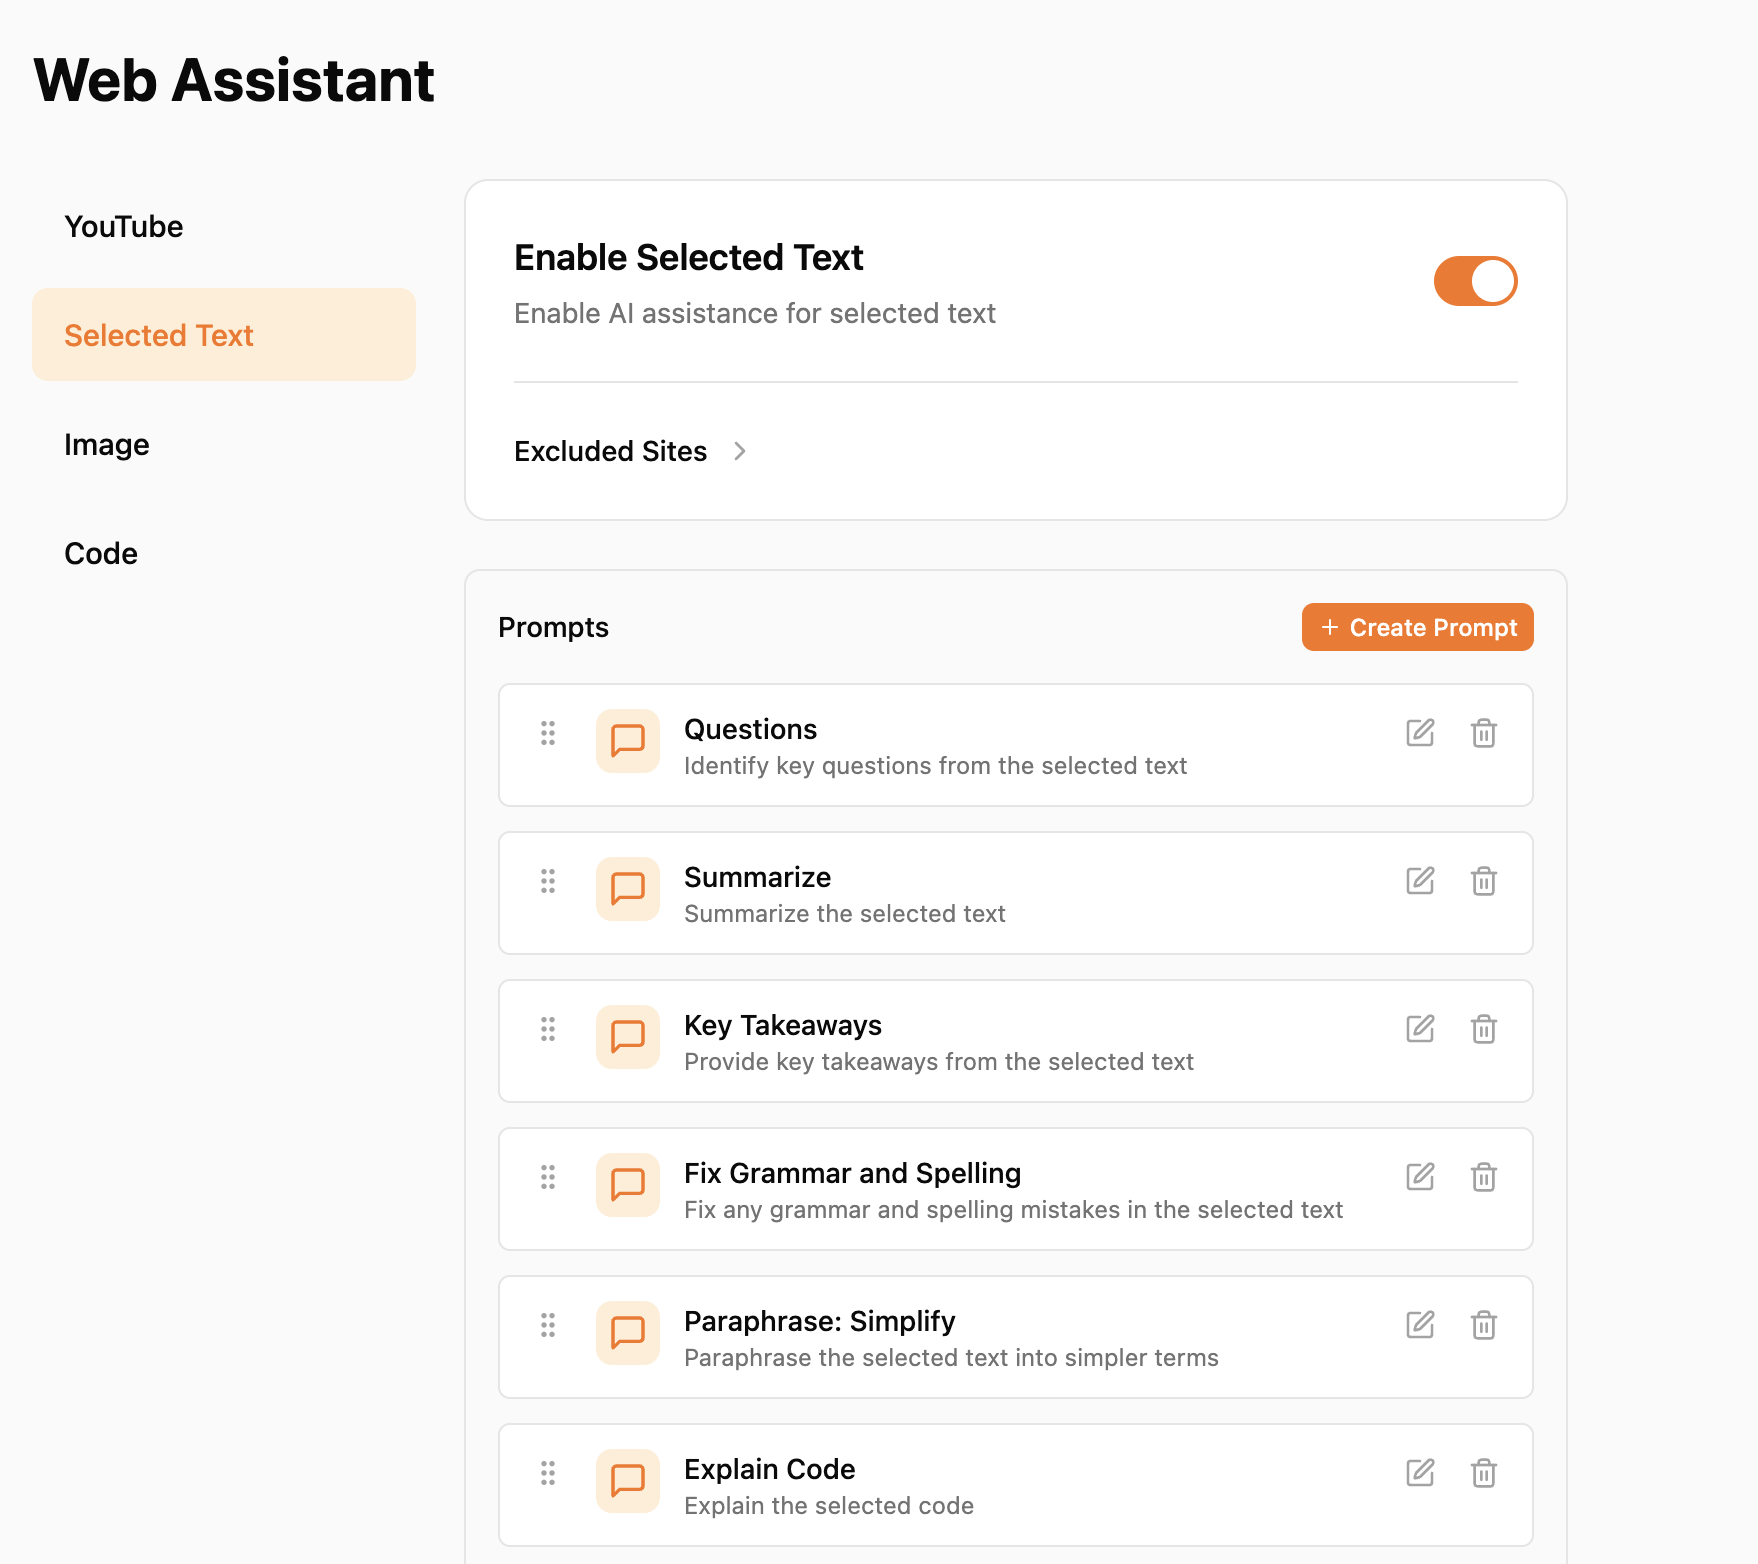 Web Assistant
YouTube
Selected Text
Image
Code
Enable Selected Text
Enable AI assistance for selected text
Excluded Sites
Prompts
+ Create Prompt
Questions
Identify key questions from the selected text
Summarize
Summarize the selected text
Key Takeaways
Provide key takeaways from the selected text
Fix Grammar and Spelling
Fix any grammar and spelling mistakes in the selected text
Paraphrase: Simplify
Paraphrase the selected text into simpler terms
Explain Code
Explain the selected code